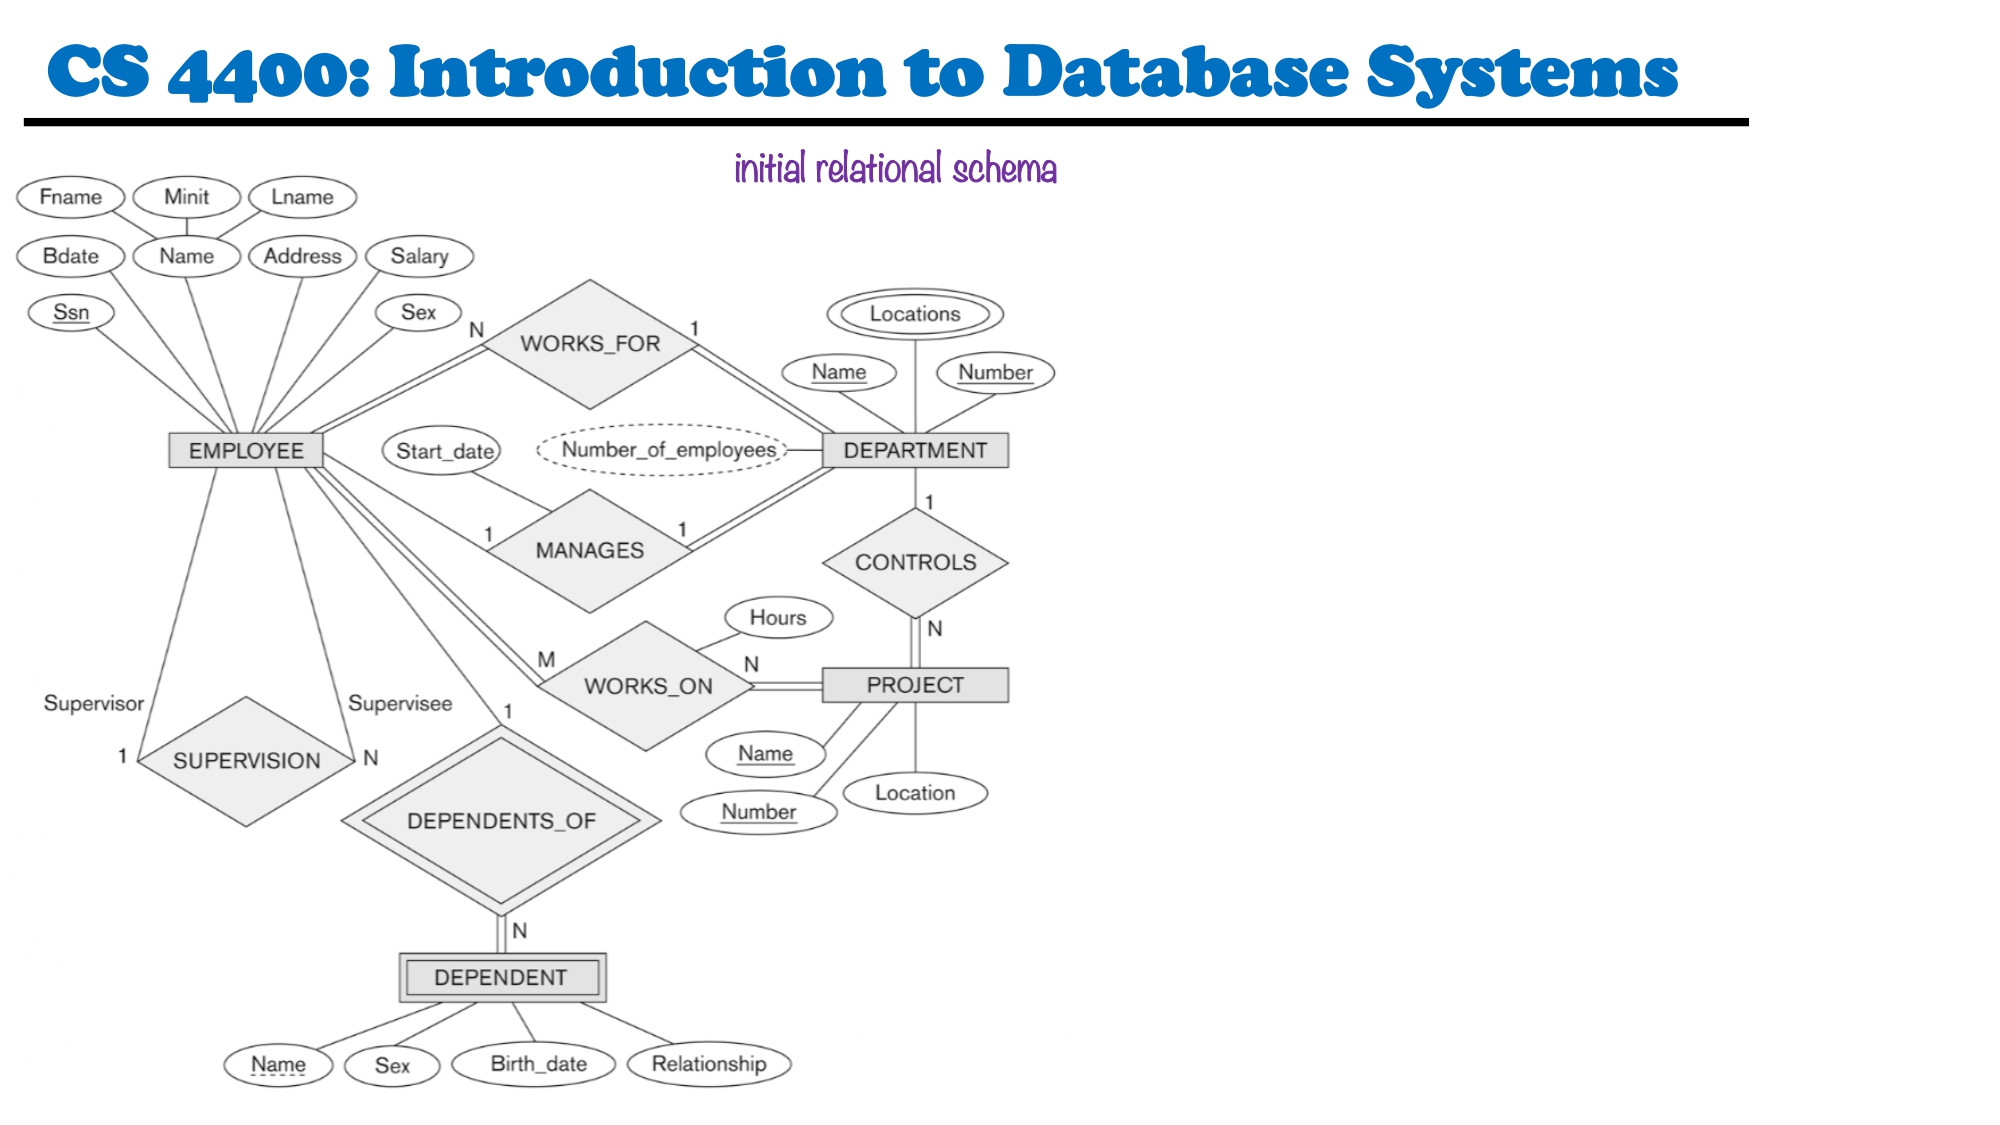 CS 4400: Introduction to Database Systems
initial relational schema
Fname Minit Lname
Bdate Name Address Salary
Ssn Sex
N WORKS_FOR 1
Locations
Name Number
EMPLOYEE Start_date Number_of_employees DEPARTMENT
1
1 MANAGES 1
CONTROLS
Hours
N
M WORKS_ON N
PROJECT
Supervisor Supervisee
1
1 SUPERVISION N
Name
Location
Number
DEPENDENTS_OF
N
DEPENDENT
Name Sex Birth_date Relationship